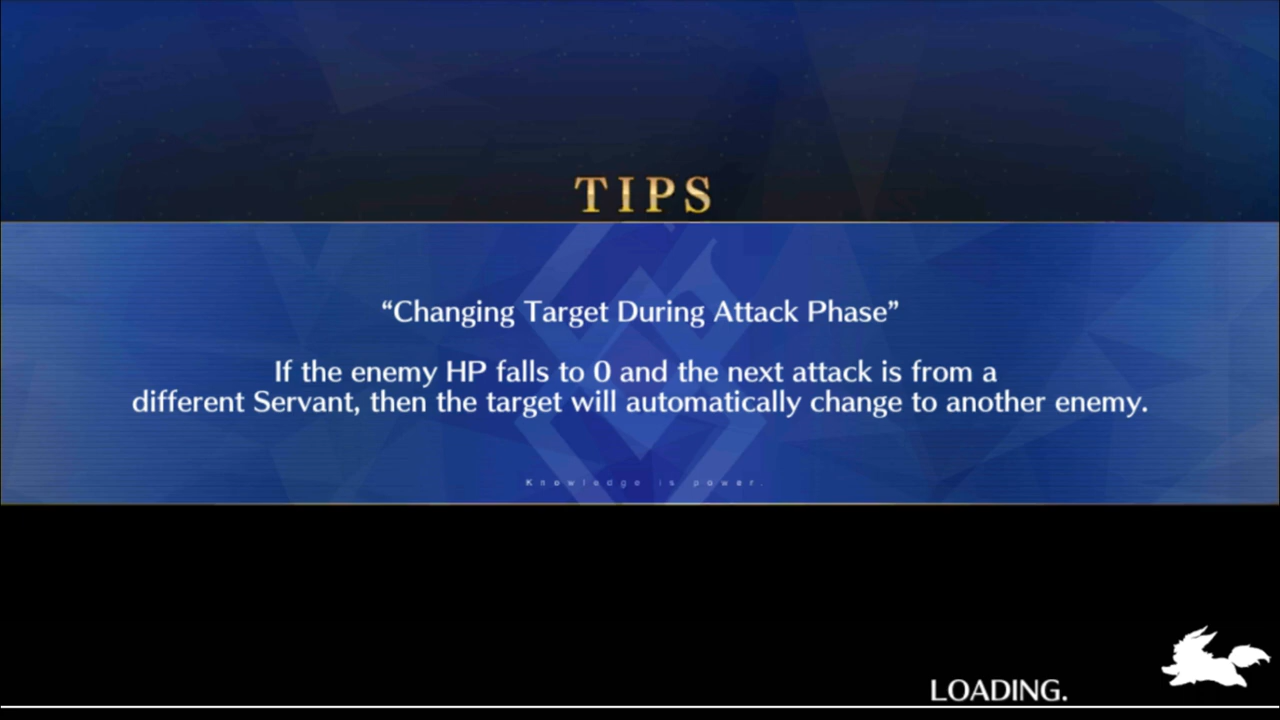 TIPS
“Changing Target During Attack Phase”
If the enemy HP falls to 0 and the next attack is from a
different Servant, then the target will automatically change to another enemy.
Knowledge is power.
LOADING.